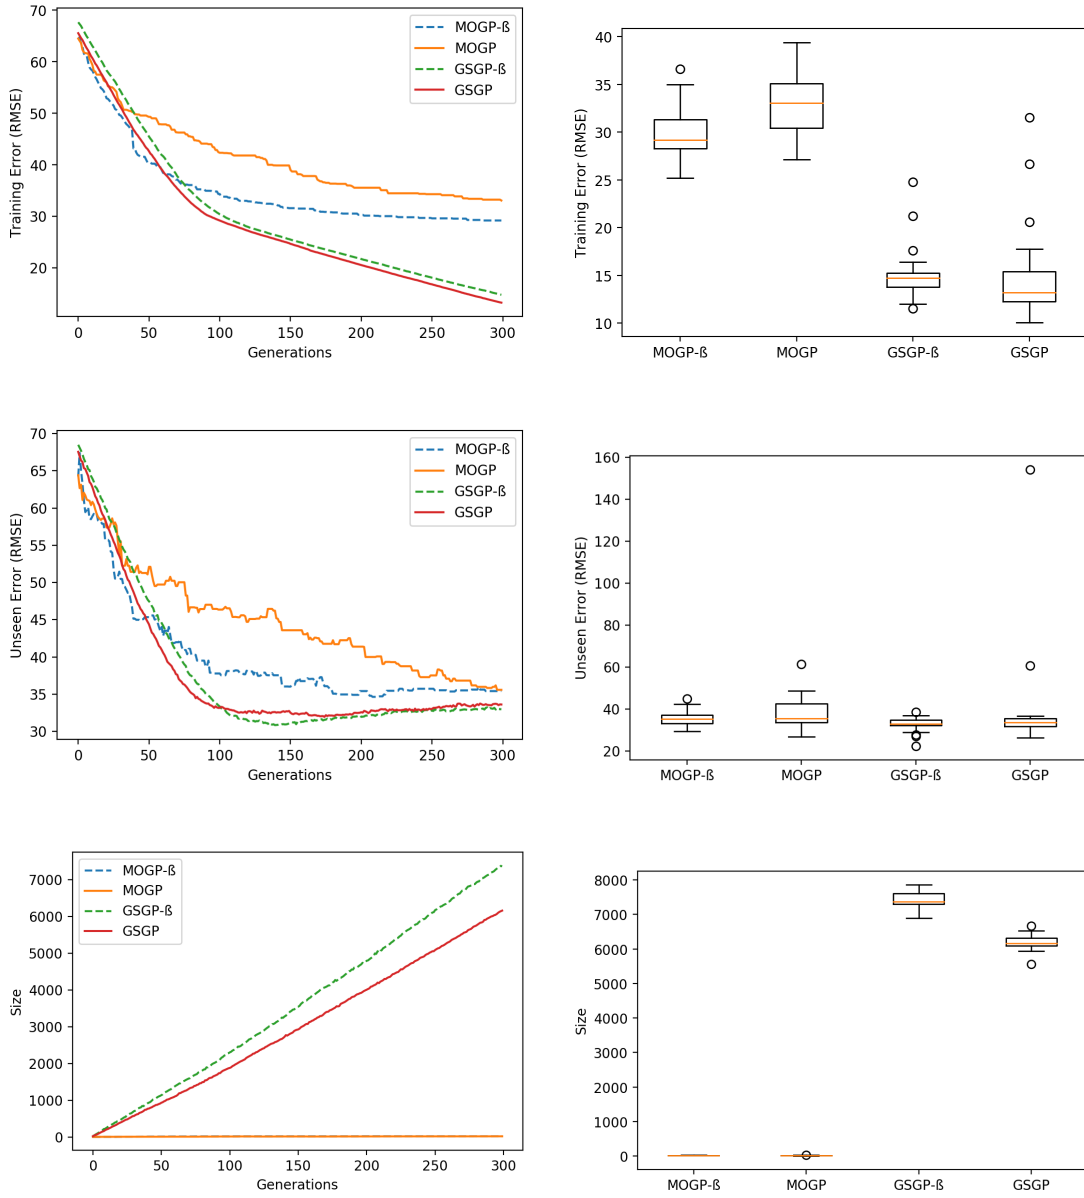 70
60
50
40
30
20
0 50 100 150 200 250 300
Generations
Training Error (RMSE)
MOGP-ß
MOGP
GSGP-ß
GSGP
40
35
30
25
20
15
10
MOGP-ß MOGP GSGP-ß GSGP
Training Error (RMSE)
70
65
60
55
50
45
40
35
30
0 50 100 150 200 250 300
Generations
Unseen Error (RMSE)
MOGP-ß
MOGP
GSGP-ß
GSGP
160
140
120
100
80
60
40
20
MOGP-ß MOGP GSGP-ß GSGP
Unseen Error (RMSE)
7000
6000
5000
4000
3000
2000
1000
0
0 50 100 150 200 250 300
Generations
Size
MOGP-ß
MOGP
GSGP-ß
GSGP
8000
7000
6000
5000
4000
3000
2000
1000
0
MOGP-ß MOGP GSGP-ß GSGP
Size